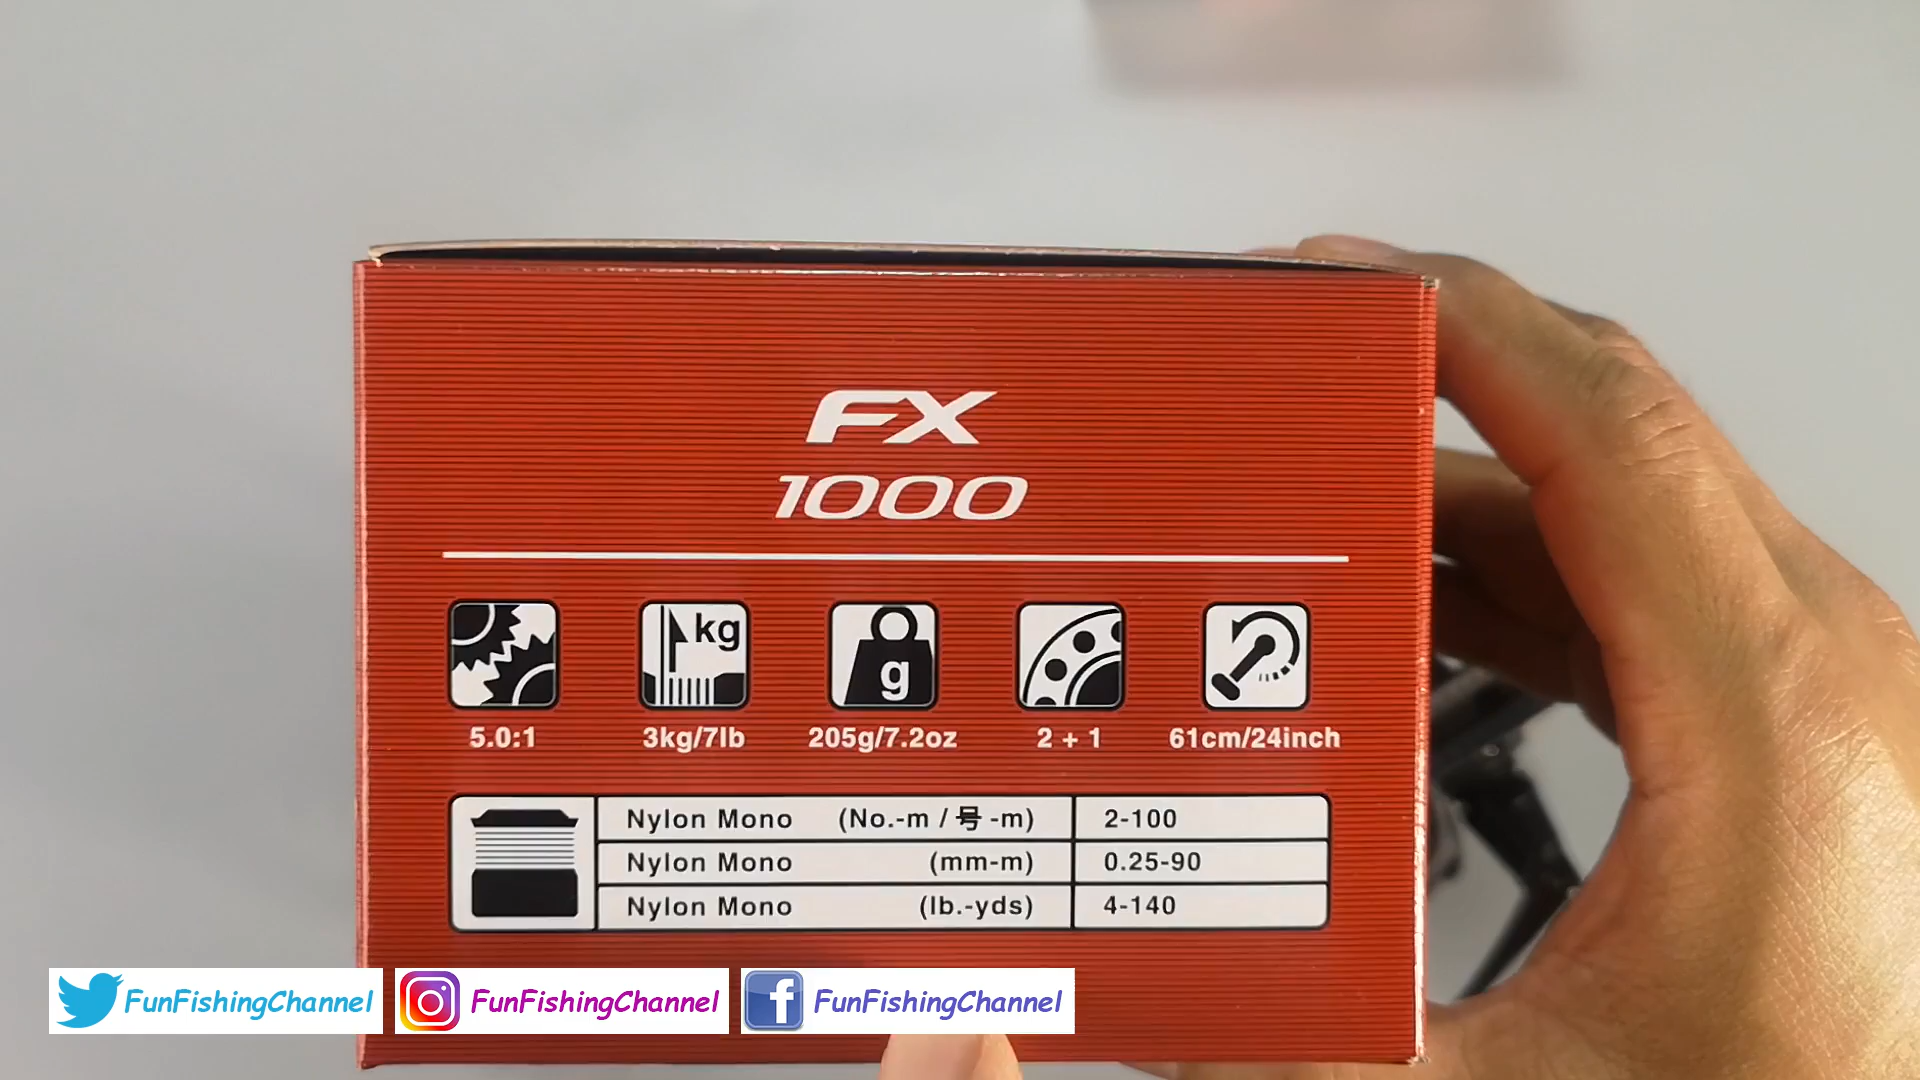 FX
1000
kg
g
5.0:1 3kg/7lb 205g/7.2oz 2 + 1 61cm/24inch
Nylon Mono (No.-m / 号 -m) 2-100
Nylon Mono (mm-m) 0.25-90
Nylon Mono (lb.-yds) 4-140
FunFishingChannel FunFishingChannel FunFishingChannel